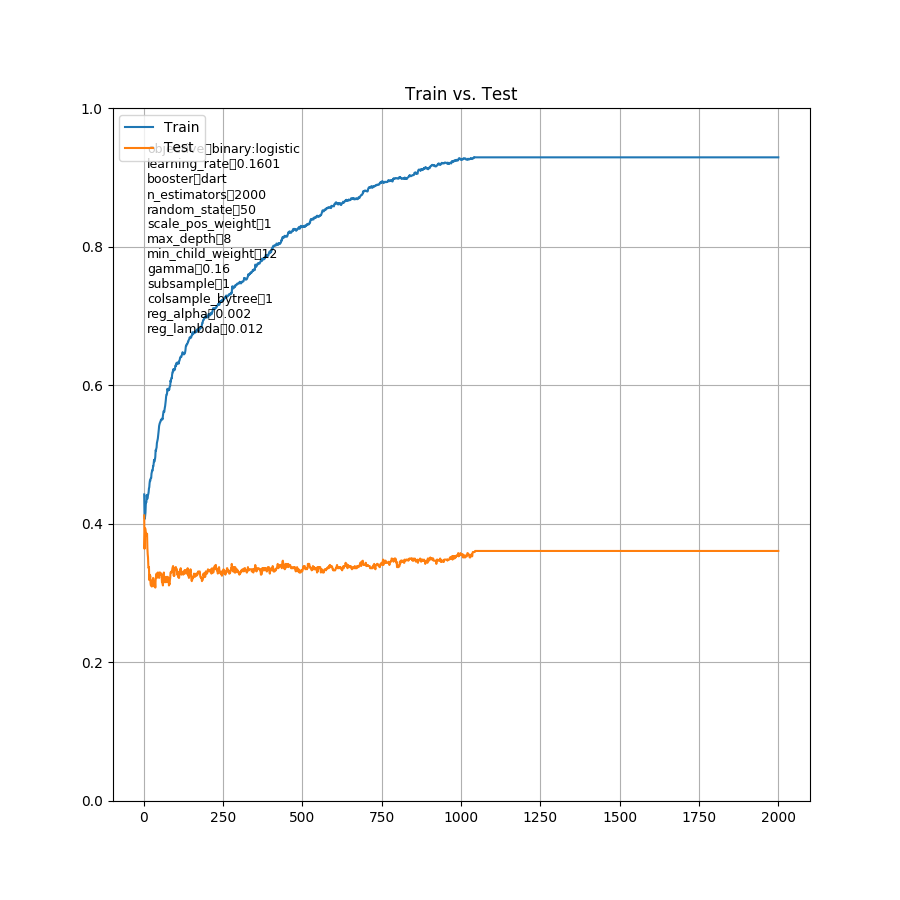 Train vs. Test
1.0
0.8
0.6
0.4
0.2
0.0
Train
Test
binary:logistic
learning_rate▯0.1601
booster▯dart
n_estimators▯2000
random_state▯50
scale_pos_weight▯1
max_depth▯8
min_child_weight▯12
gamma▯0.16
subsample▯1
colsample_bytree▯1
reg_alpha▯0.002
reg_lambda▯0.012
0 250 500 750 1000 1250 1500 1750 2000